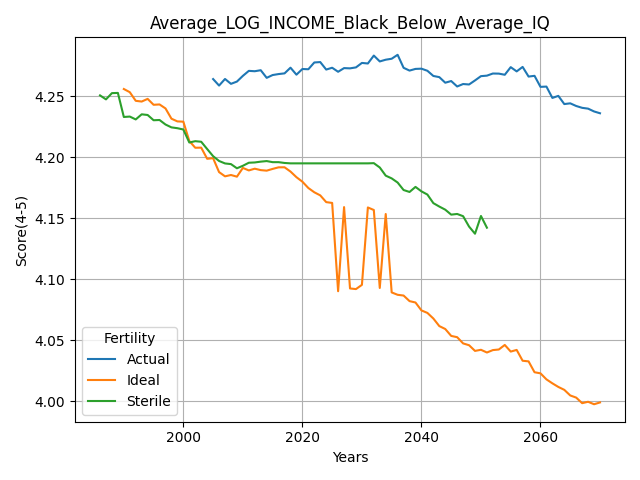 Average_LOG_INCOME_Black_Below_Average_IQ
Score(4-5)
4.25
4.20
4.15
4.10
4.05
4.00
Fertility
Actual
Ideal
Sterile
2000
2020
2040
2060
Years